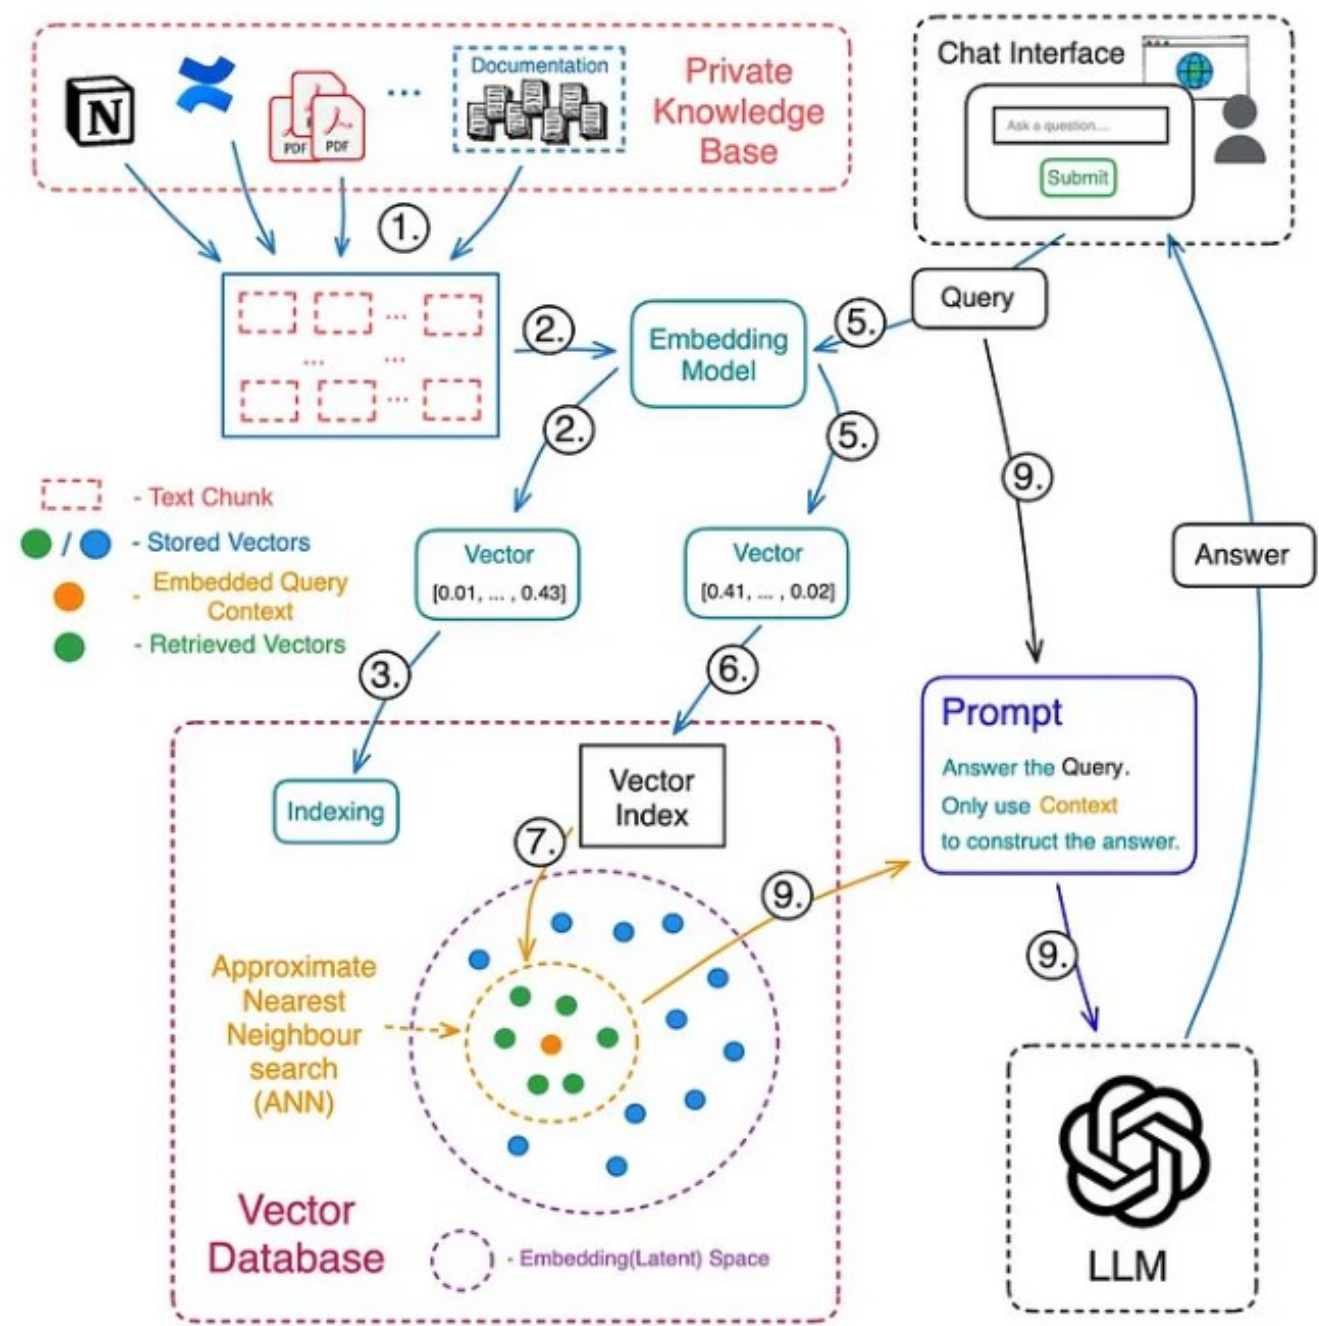 Documentation
Private
Knowledge
Base
N
PDF
PDF
...
1.
Chat Interface
Ask a question....
Submit
Query
...
... ...
...
2.
Embedding
Model
5.
2.
5.
9.
- Text Chunk
/ - Stored Vectors
- Embedded Query
Context
- Retrieved Vectors
Vector
[0.01, ... , 0.43]
Vector
[0.41, ... , 0.02]
Answer
3.
6.
Indexing
Vector
Index
Prompt
Answer the Query.
Only use Context
to construct the answer.
7.
9.
9.
Approximate
Nearest
Neighbour
search
(ANN)
Vector
Database
- Embedding(Latent) Space
LLM